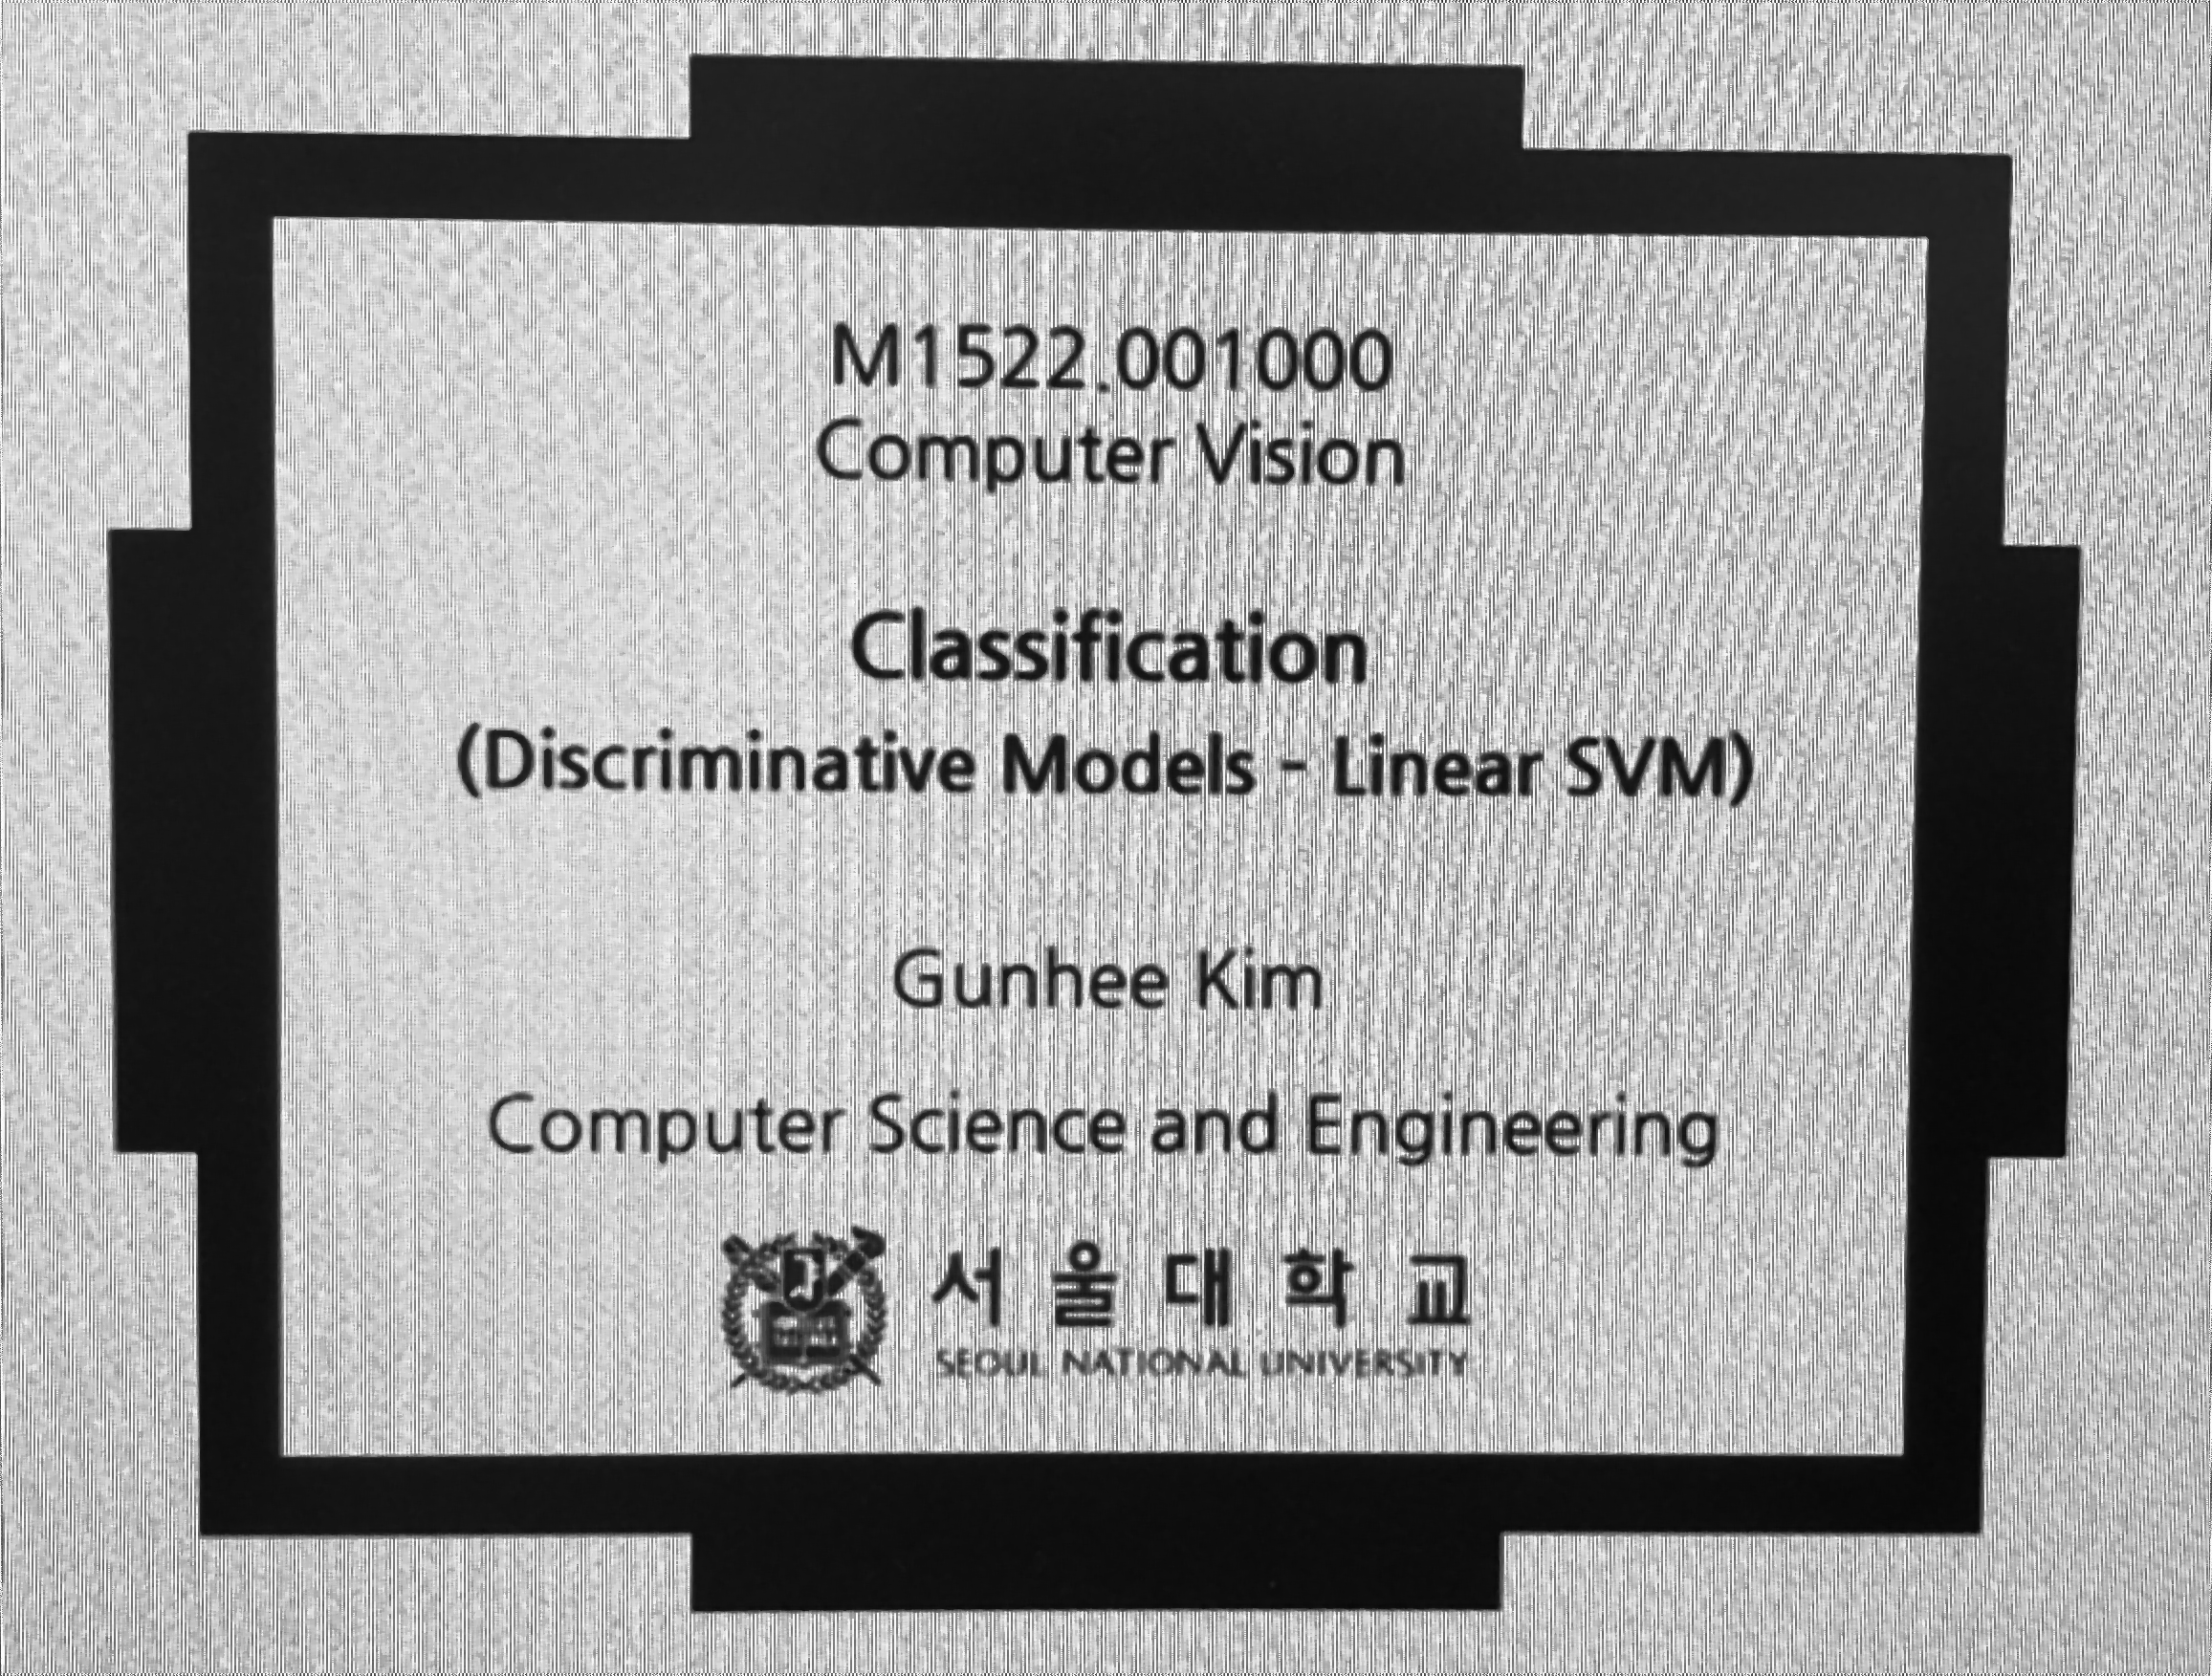 M1522.001000
Computer Vision
Classification
(Discriminative Models - Linear SVM)
Gunhee Kim
Computer Science and Engineering
서울대학교
SEOUL NATIONAL UNIVERSITY